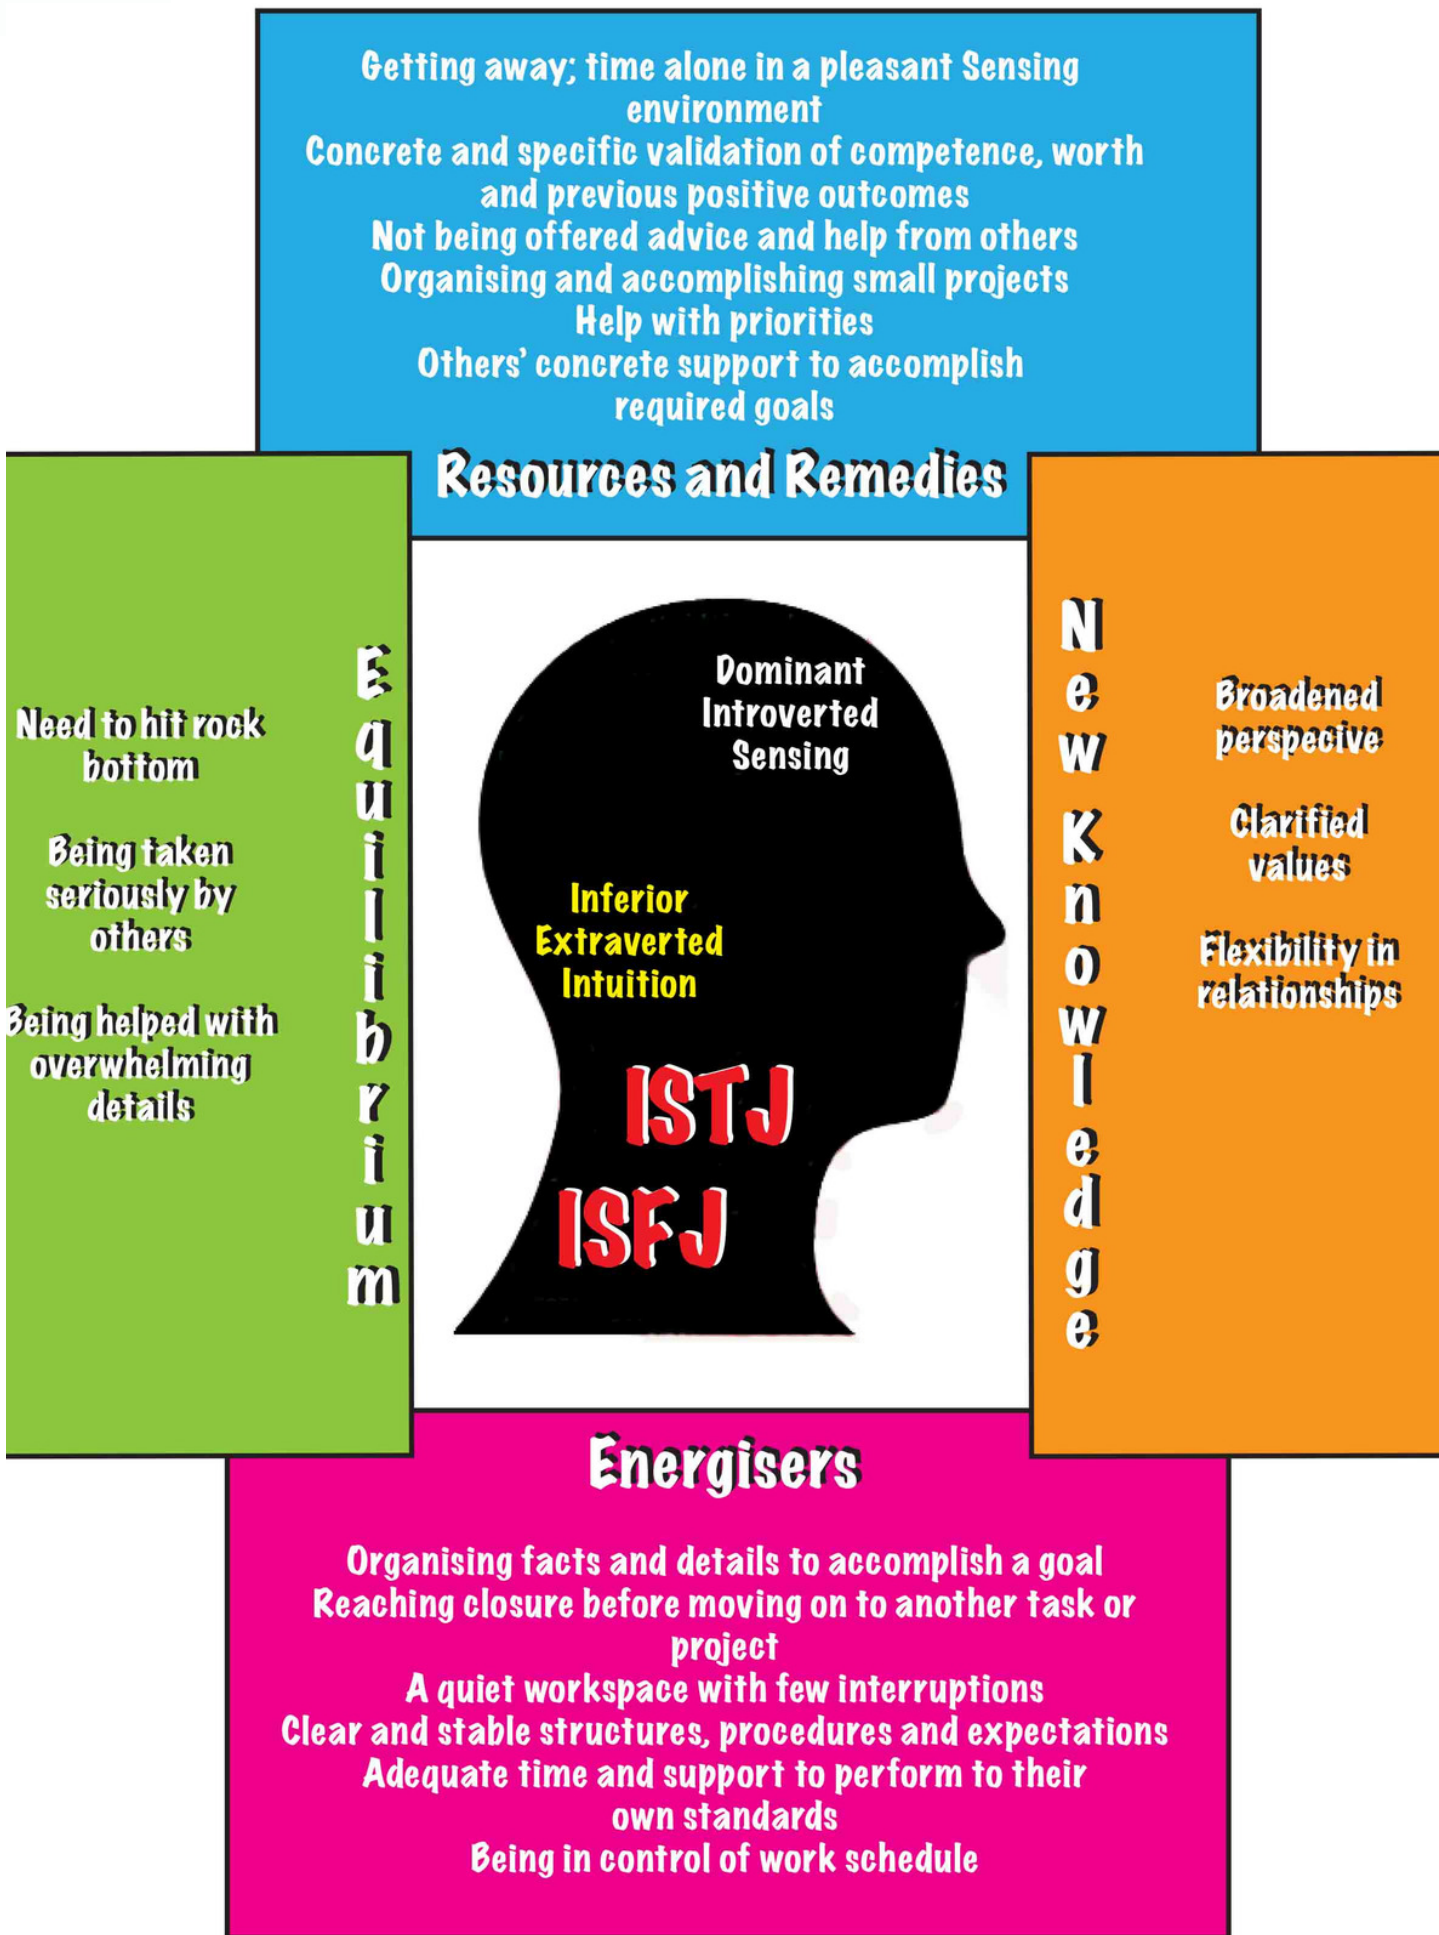 Getting away; time alone in a pleasant Sensing
environment
Concrete and specific validation of competence, worth
and previous positive outcomes
Not being offered advice and help from others
Organising and accomplishing small projects
Help with priorities
Others' concrete support to accomplish
required goals
Resources and Remedies
Need to hit rock
bottom
Being taken
seriously by
others
Being helped with
overwhelming
details
Equilibrium
Dominant
Introverted
Sensing
Inferior
Extraverted
Intuition
ISTJ
ISFJ
New Knowledge
Broadened
perspecive
Clarified
values
Flexibility in
relationships
Energisers
Organising facts and details to accomplish a goal
Reaching closure before moving on to another task or
project
A quiet workspace with few interruptions
Clear and stable structures, procedures and expectations
Adequate time and support to perform to their
own standards
Being in control of work schedule